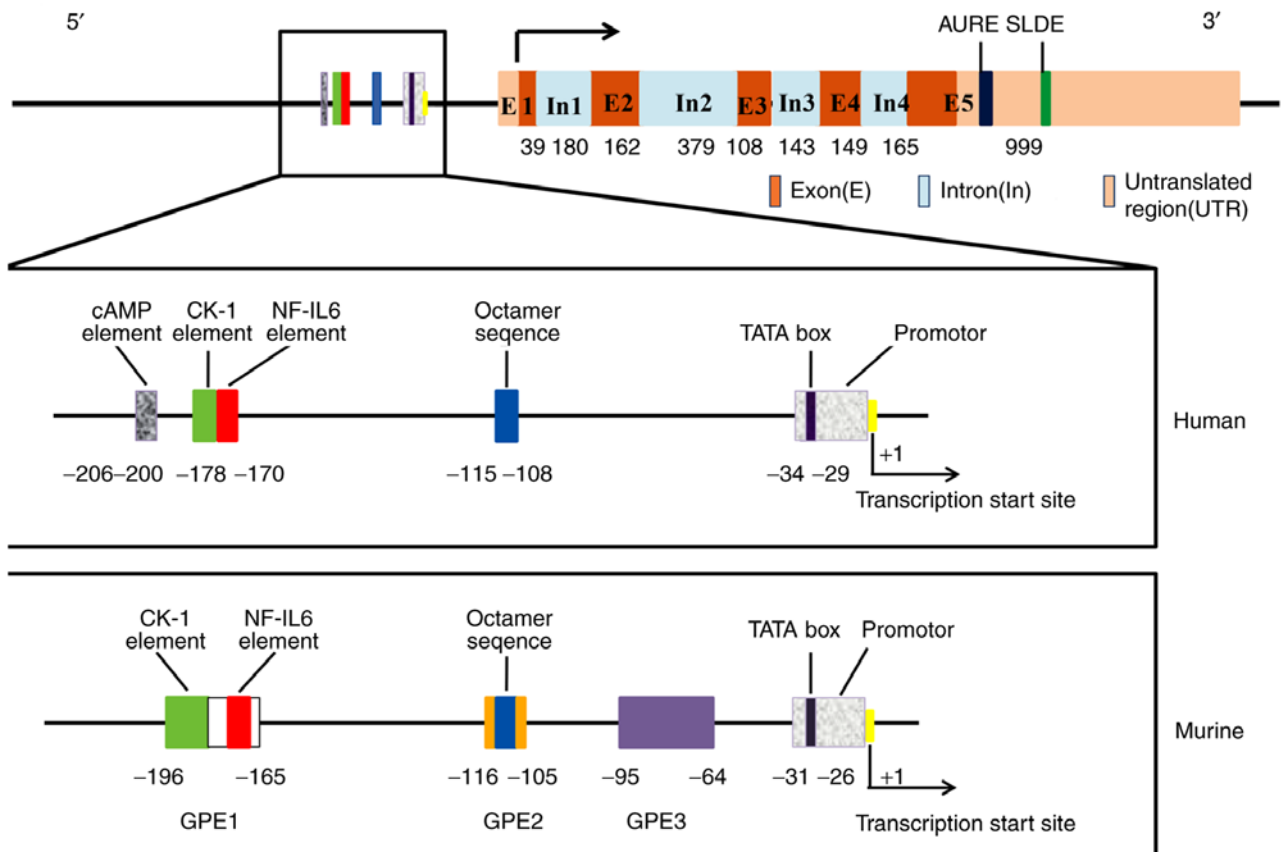 5′
AURE SLDE
3′
E 1
In1
E2
In2
E3
In3
E4
In4
E5
39 180 162 379 108 143 149 165 999
Exon(E)
Intron(In)
Untranslated
region(UTR)
cAMP
element
CK-1
element
NF-IL6
element
Octamer
seqence
TATA box
Promotor
Human
−206−200 −178 −170 −115 −108 −34 −29
+1
Transcription start site
CK-1
element
NF-IL6
element
Octamer
seqence
TATA box
Promotor
Murine
−196 −165 −116 −105 −95 −64 −31 −26
+1
GPE1 GPE2 GPE3
Transcription start site